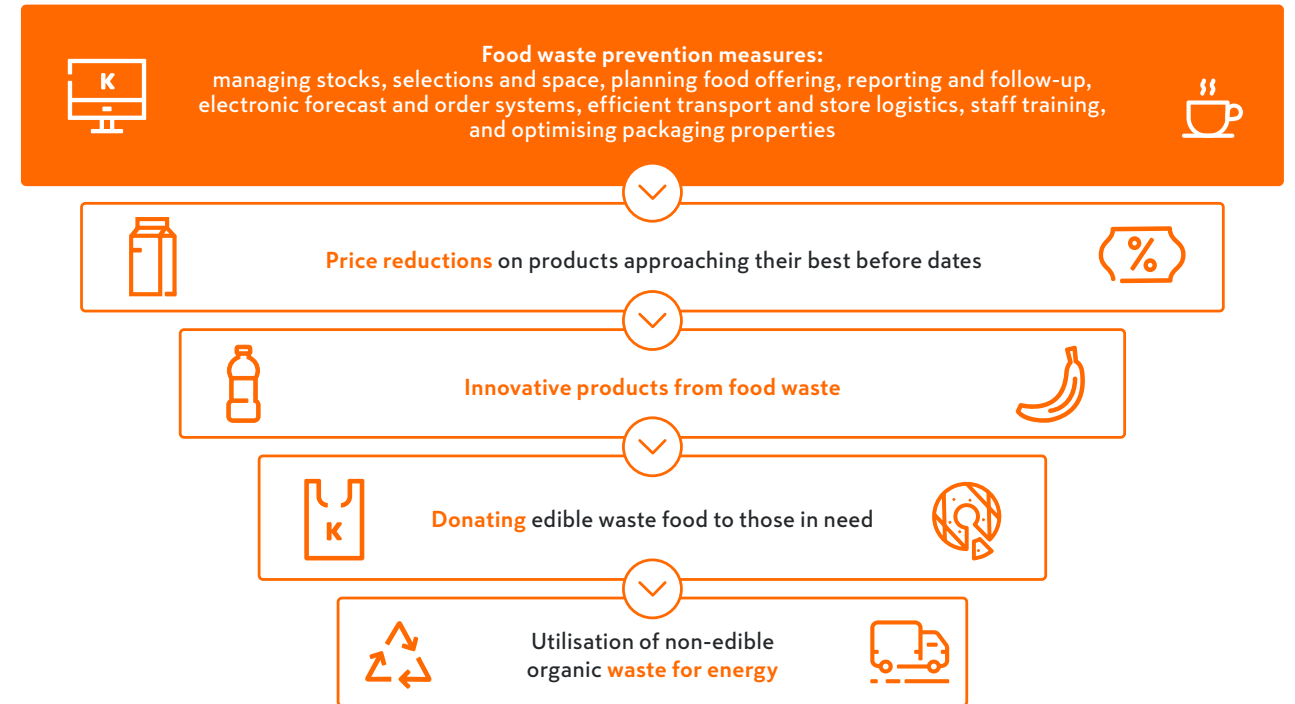 K
Food waste prevention measures:
managing stocks, selections and space, planning food offering, reporting and follow-up,
electronic forecast and order systems, efficient transport and store logistics, staff training,
and optimising packaging properties
Price reductions on products approaching their best before dates
%
Innovative products from food waste
K
Donating edible waste food to those in need
Utilisation of non-edible
organic waste for energy